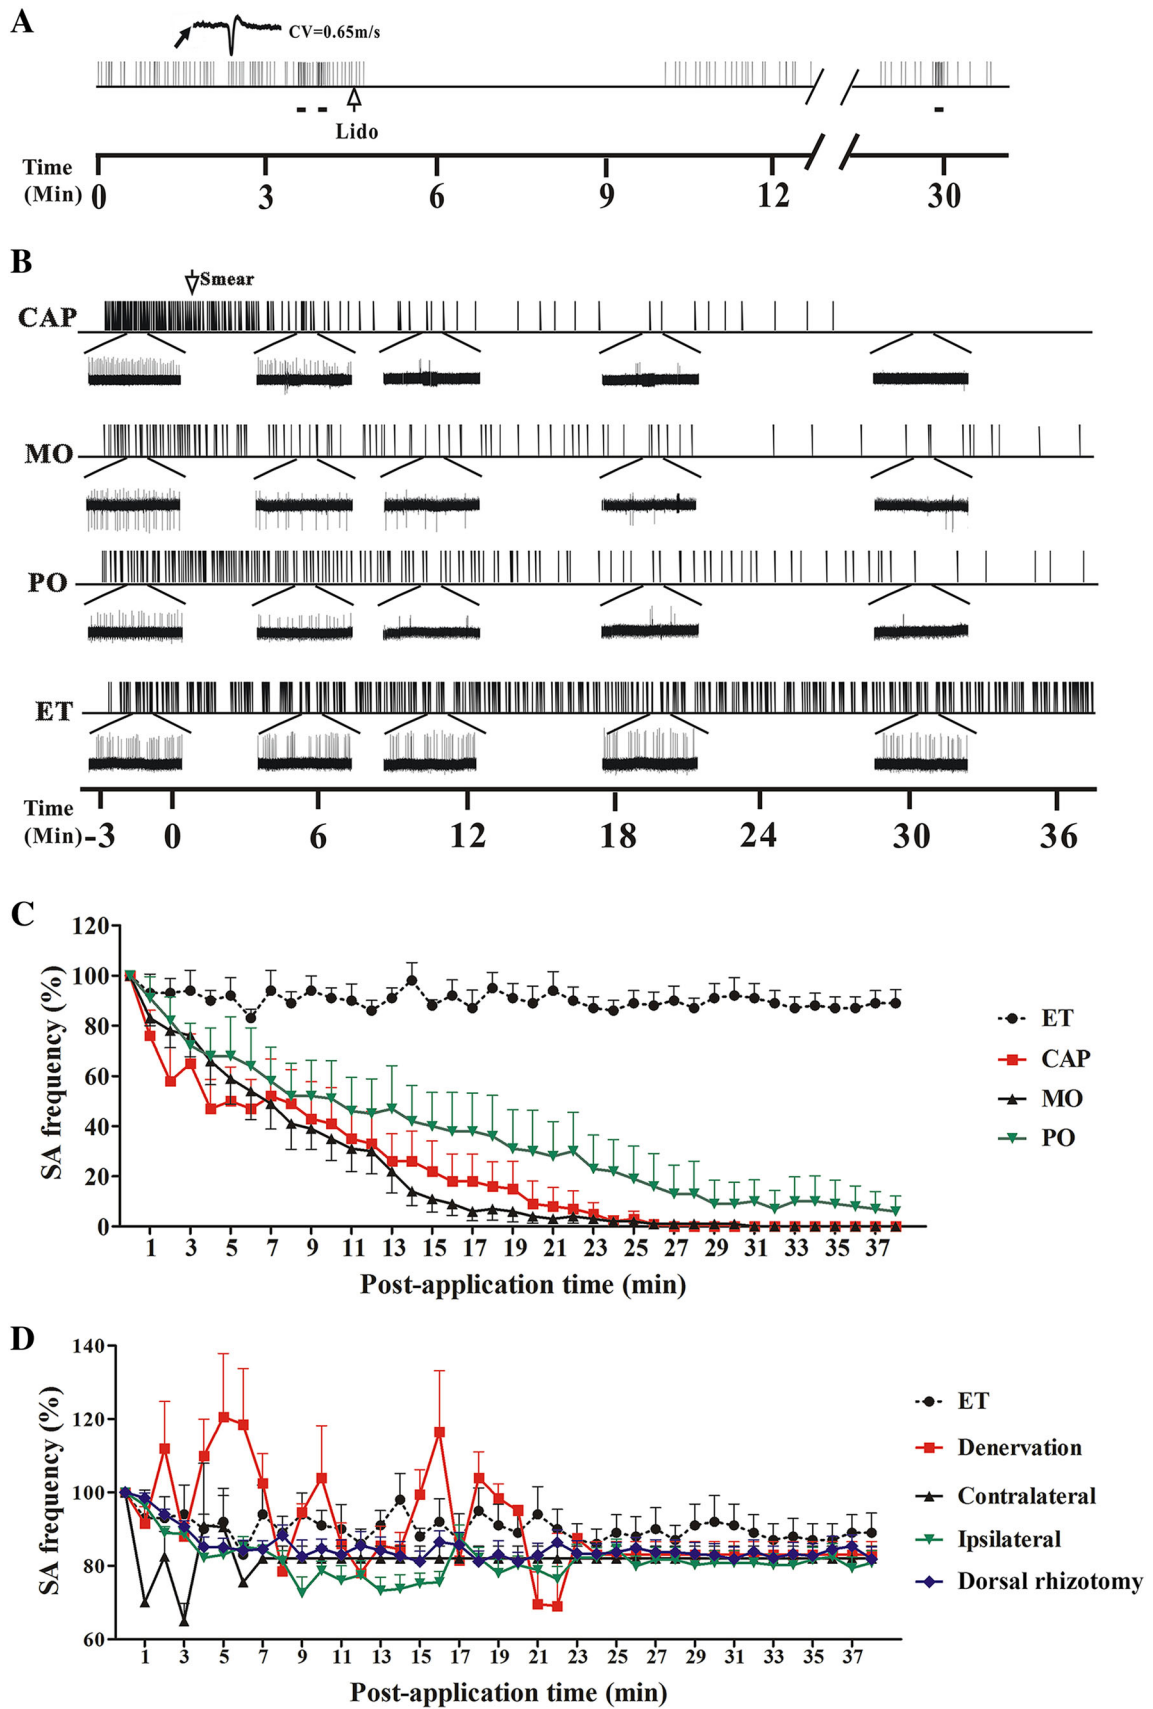 A
CV=0.65m/s
Lido
Time
(Min) 0 3 6 9 12 30
B
Smear
CAP
MO
PO
ET
Time
(Min) -3 0 6 12 18 24 30 36
C
120
100
80
60
40
20
0
SA frequency (%)
1 3 5 7 9 11 13 15 17 19 21 23 25 27 29 31 33 35 37
Post-application time (min)
ET
CAP
MO
PO
D
140
120
100
80
60
SA frequency (%)
1 3 5 7 9 11 13 15 17 19 21 23 25 27 29 31 33 35 37
Post-application time (min)
ET
Denervation
Contralateral
Ipsilateral
Dorsal rhizotomy